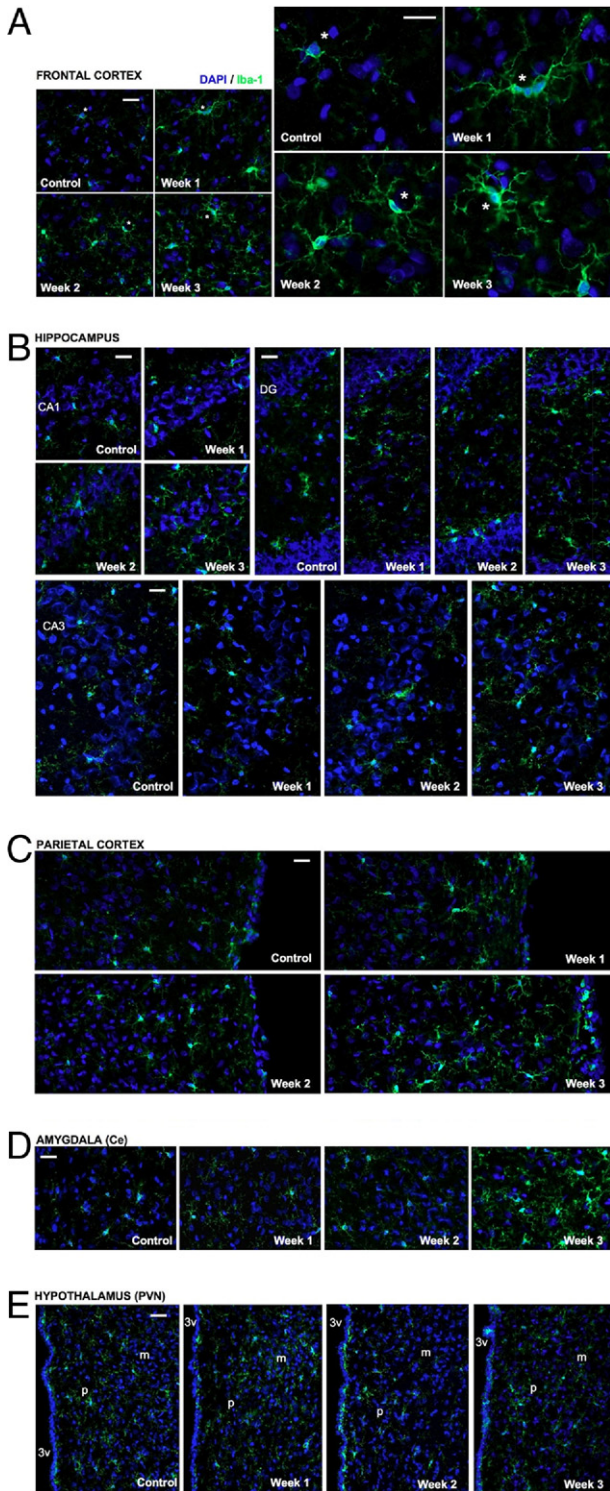 A
FRONTAL CORTEX
DAPI / Iba-1
*
Control
*
Week 1
*
Week 2
*
Week 3
*
Control
*
Week 1
*
Week 2
*
Week 3
B
HIPPOCAMPUS
CA1
Control
Week 1
Week 2
Week 3
DG
Control
Week 1
Week 2
Week 3
CA3
Control
Week 1
Week 2
Week 3
C
PARIETAL CORTEX
Control
Week 1
Week 2
Week 3
D
AMYGDALA (Ce)
Control
Week 1
Week 2
Week 3
E
HYPOTHALAMUS (PVN)
m
p
3v
Control
3v
m
p
Week 1
3v
m
p
Week 2
3v
m
p
Week 3